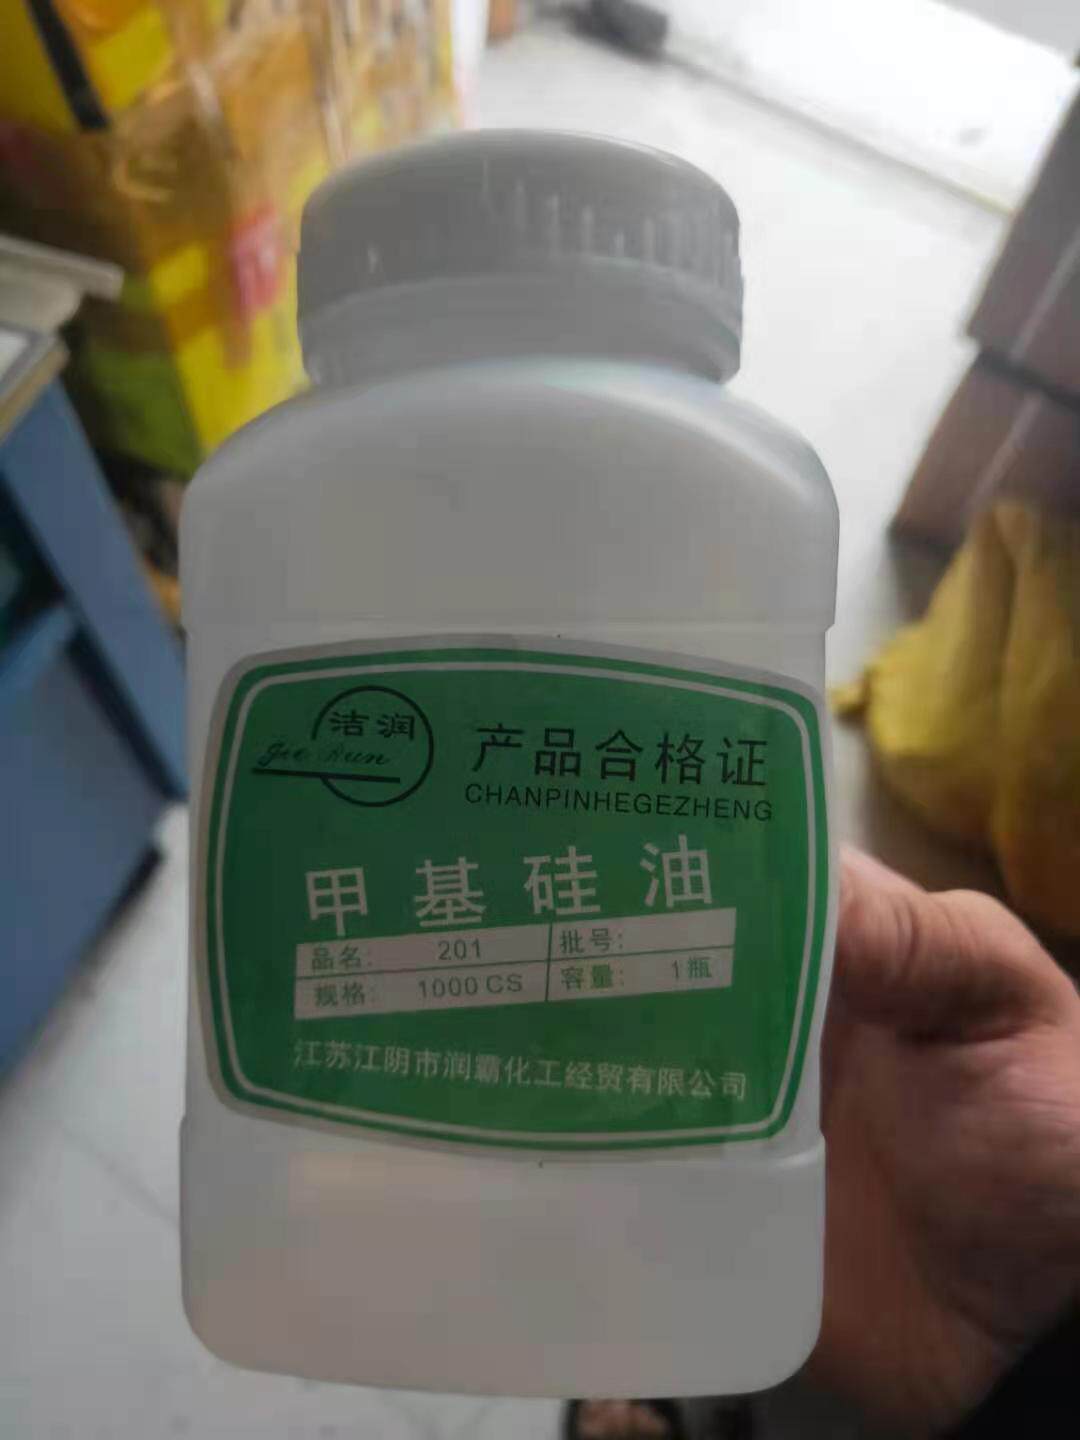 洁润
Jie Run
产品合格证
CHANPINHEGEZHENG
甲基硅油
品名： 201 批号：
规格： 1000 CS 容量： 1瓶
江苏江阴市润霸化工经贸有限公司